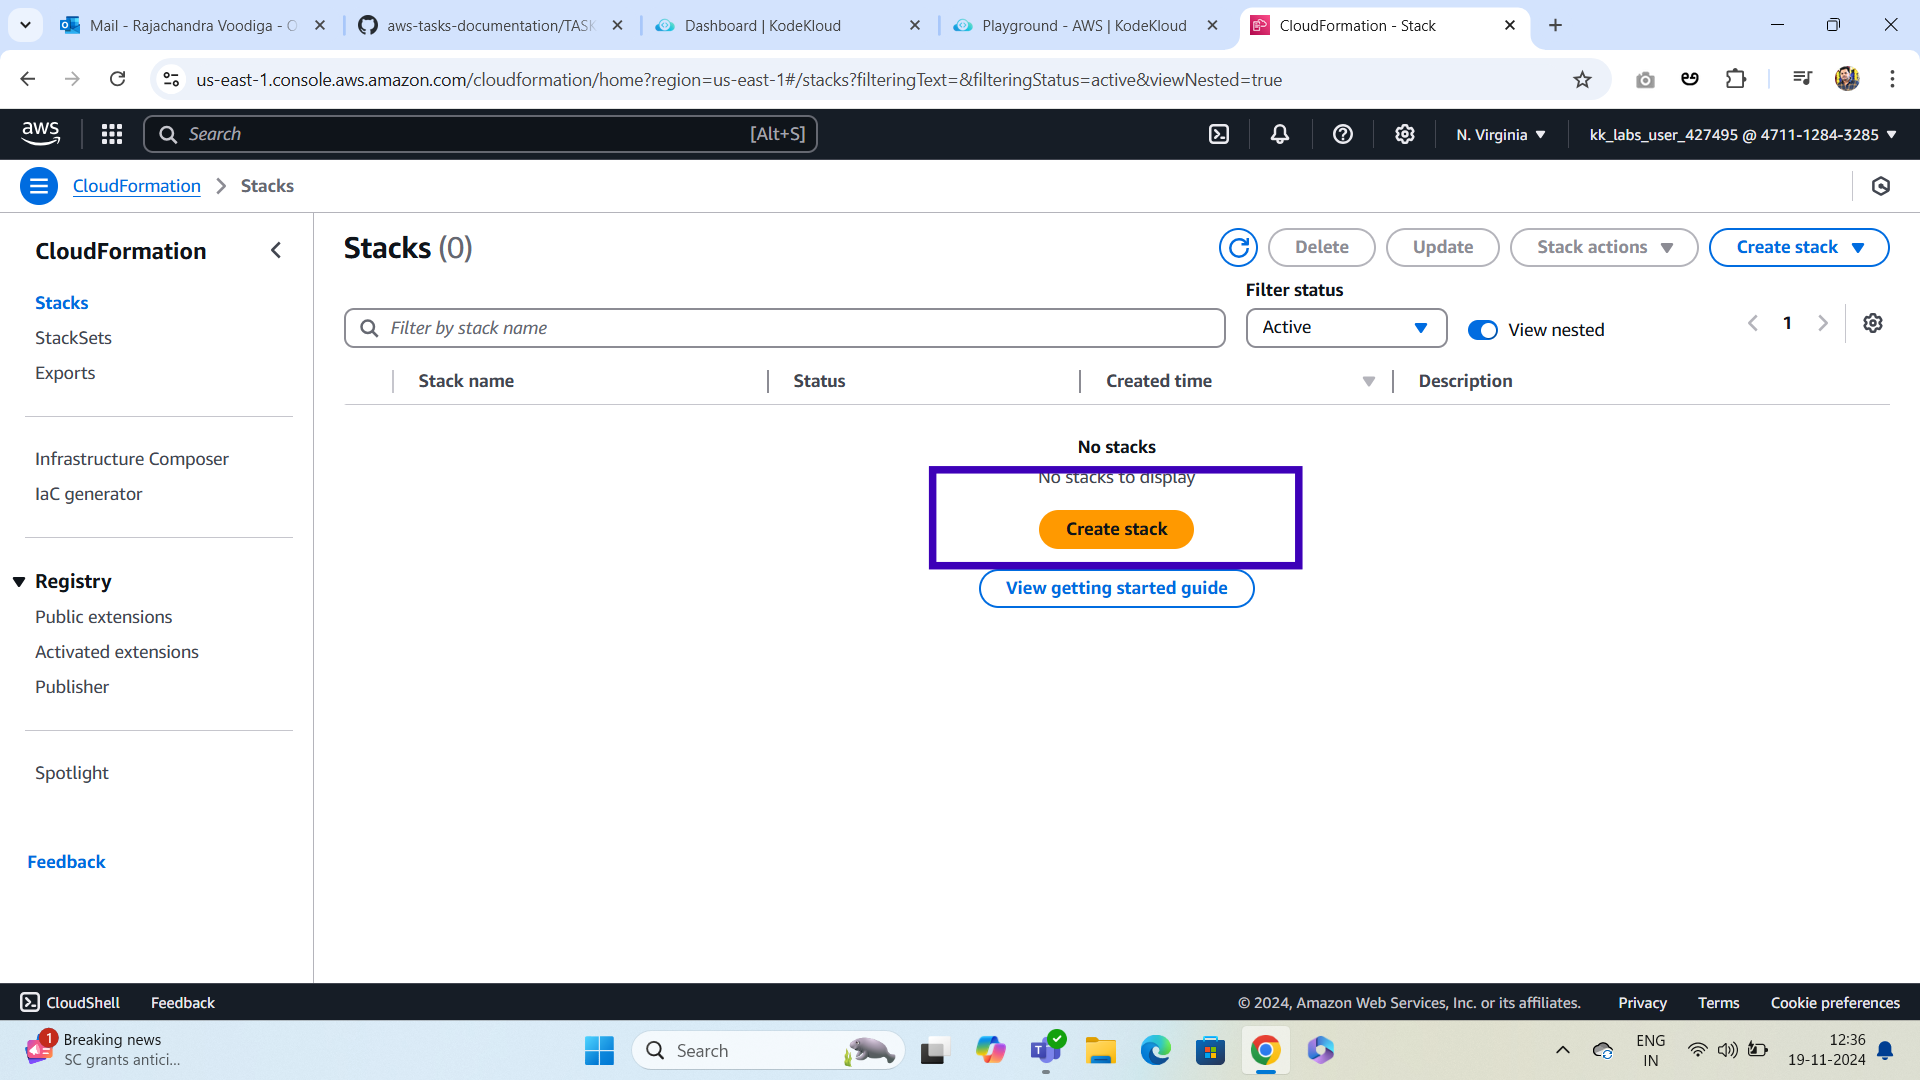 Mail - Rajachandra Voodiga - O
aws-tasks-documentation/TASK
Dashboard | KodeKloud
Playground - AWS | KodeKloud
CloudFormation - Stack
us-east-1.console.aws.amazon.com/cloudformation/home?region=us-east-1#/stacks?filteringText=&filteringStatus=active&viewNested=true
aws
Search
[Alt+S]
N. Virginia
kk_labs_user_427495 @ 4711-1284-3285
CloudFormation
Stacks
CloudFormation
Stacks
StackSets
Exports
Infrastructure Composer
IaC generator
Registry
Public extensions
Activated extensions
Publisher
Spotlight
Feedback
Stacks (0)
Delete
Update
Stack actions
Create stack
Filter status
Filter by stack name
Active
View nested
1
Stack name
Status
Created time
Description
No stacks
No stacks to display
Create stack
View getting started guide
CloudShell
Feedback
© 2024, Amazon Web Services, Inc. or its affiliates.
Privacy
Terms
Cookie preferences
1
Breaking news
SC grants antici...
Search
ENG
IN
12:36
19-11-2024